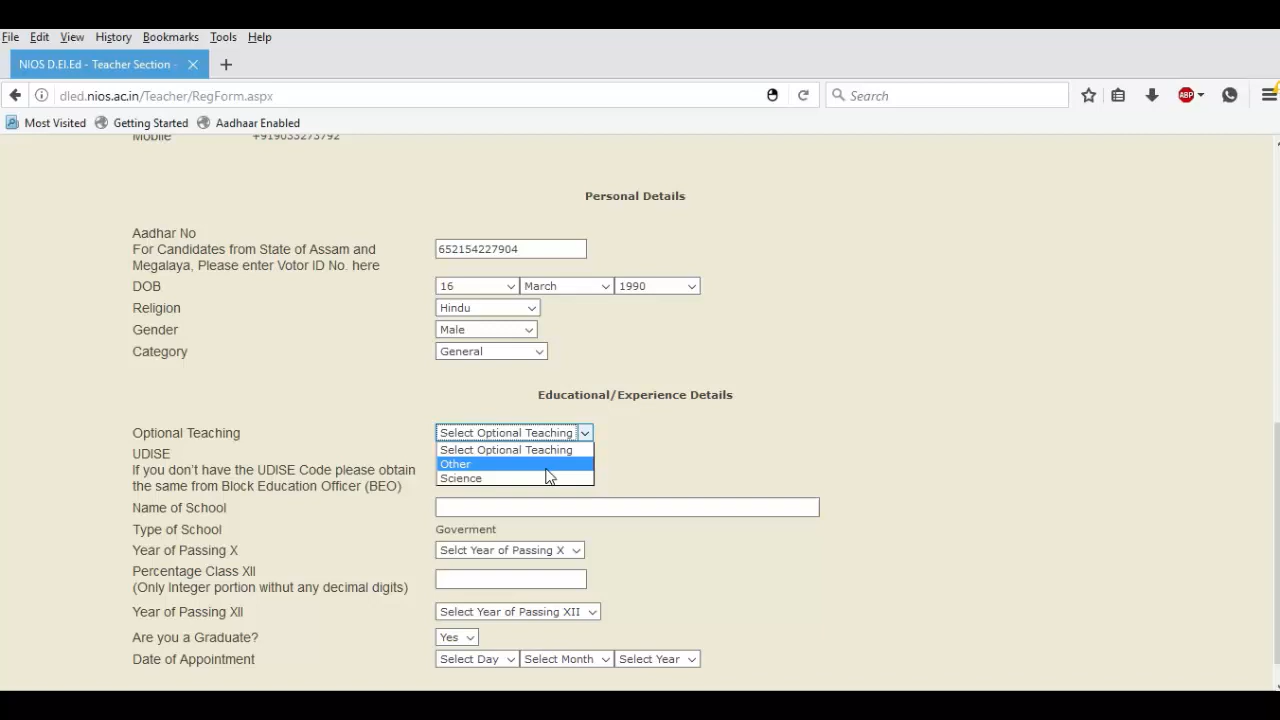 File Edit View History Bookmarks Tools Help
NIOS D.El.Ed - Teacher Section -
dled.nios.ac.in/Teacher/RegForm.aspx
Search
ABP
Most Visited Getting Started Aadhaar Enabled
Mobile +919033273792
Personal Details
Aadhar No
For Candidates from State of Assam and
Megalaya, Please enter Votor ID No. here
652154227904
DOB 16 March 1990
Religion Hindu
Gender Male
Category General
Educational/Experience Details
Optional Teaching Select Optional Teaching
Select Optional Teaching
Other
Science
UDISE
If you don't have the UDISE Code please obtain
the same from Block Education Officer (BEO)
Name of School
Type of School Goverment
Year of Passing X Selct Year of Passing X
Percentage Class XII
(Only Integer portion withut any decimal digits)
Year of Passing XII Select Year of Passing XII
Are you a Graduate? Yes
Date of Appointment Select Day Select Month Select Year